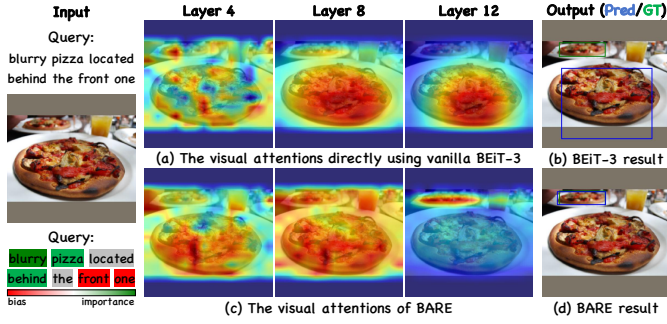 Input
Layer 4
Layer 8
Layer 12
Output (Pred/GT)
Query:
blurry pizza located
behind the front one
(a) The visual attentions directly using vanilla BEiT-3
(b) BEiT-3 result
Query:
blurry pizza located
behind the front one
bias
importance
(c) The visual attentions of BARE
(d) BARE result